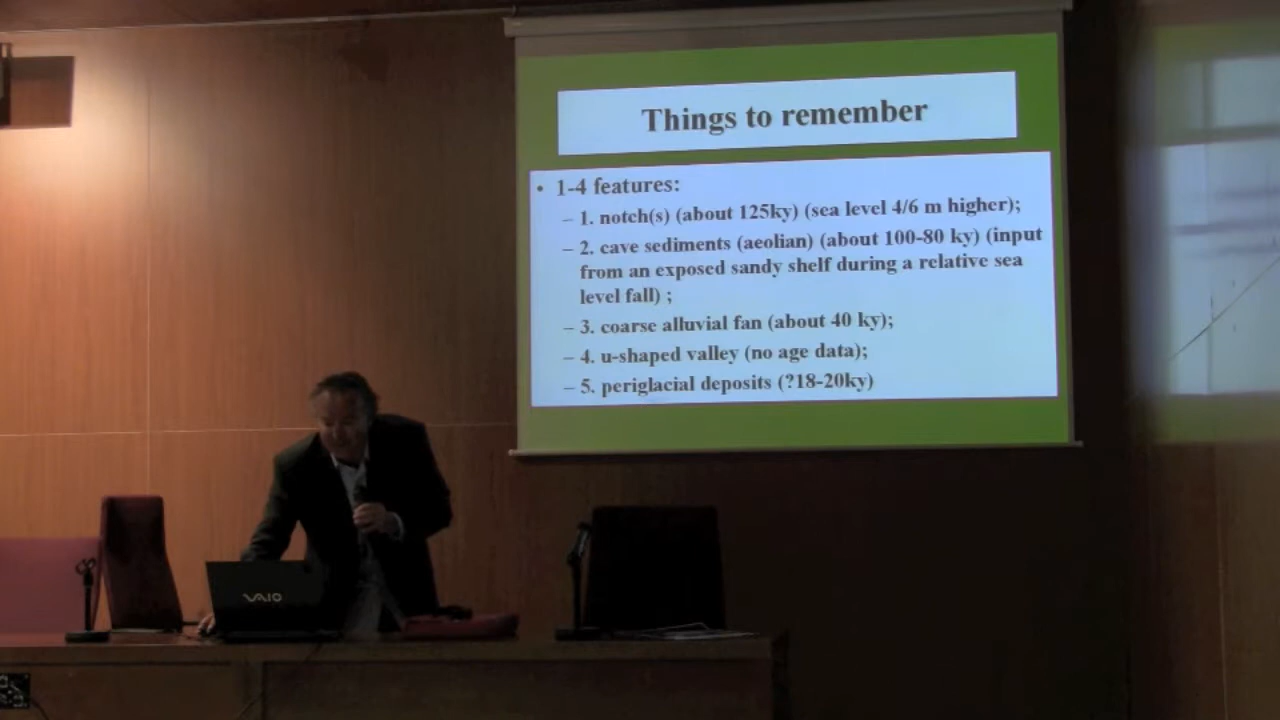 Things to remember
• 1-4 features:
– 1. notch(s) (about 125ky) (sea level 4/6 m higher);
– 2. cave sediments (aeolian) (about 100-80 ky) (input
from an exposed sandy shelf during a relative sea
level fall) ;
– 3. coarse alluvial fan (about 40 ky);
– 4. u-shaped valley (no age data);
– 5. periglacial deposits (?18-20ky)
VAIO